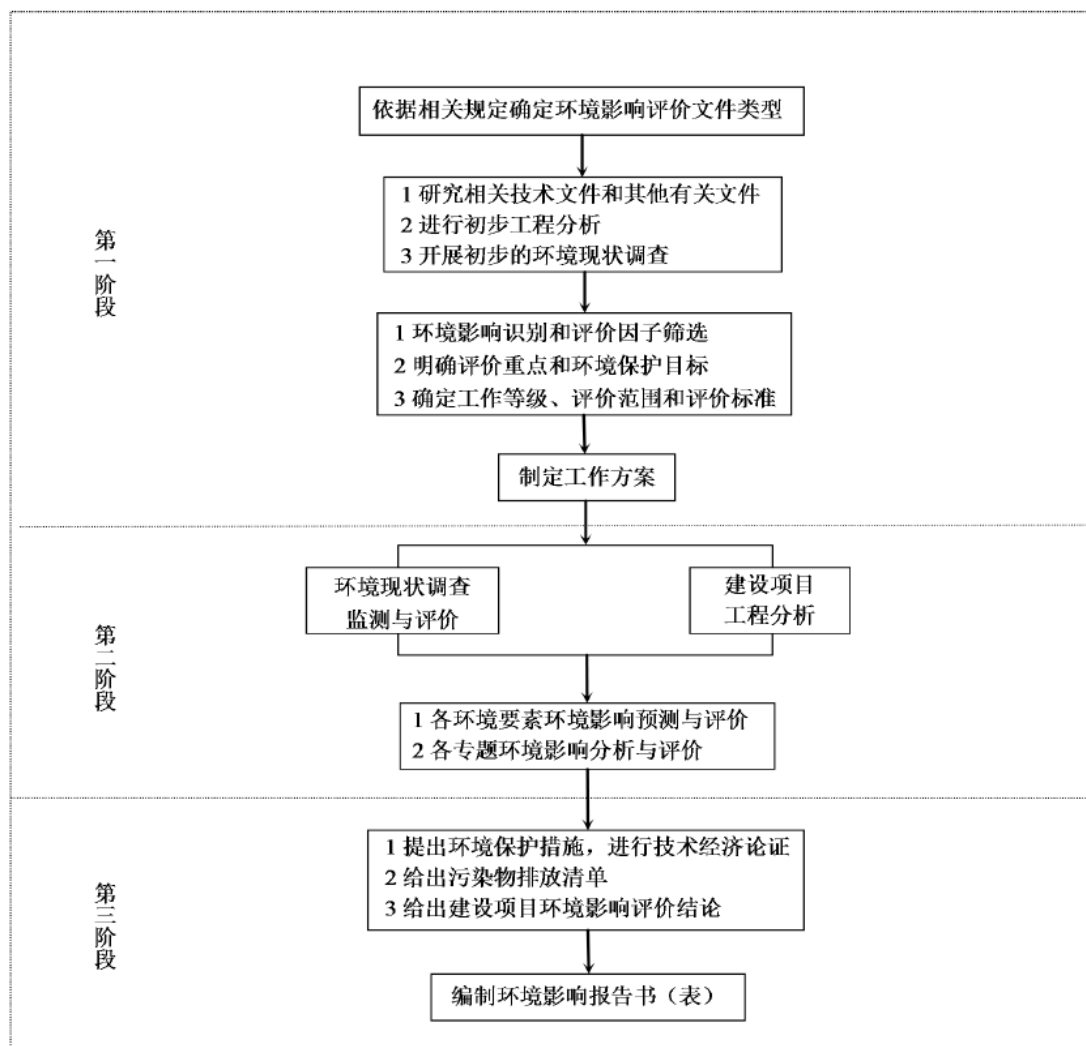 依据相关规定确定环境影响评价文件类型
1 研究相关技术文件和其他有关文件
2 进行初步工程分析
3 开展初步的环境现状调查
第一阶段
1 环境影响识别和评价因子筛选
2 明确评价重点和环境保护目标
3 确定工作等级、评价范围和评价标准
制定工作方案
环境现状调查
监测与评价
建设项目
工程分析
第二阶段
1 各环境要素环境影响预测与评价
2 各专题环境影响分析与评价
1 提出环境保护措施，进行技术经济论证
2 给出污染物排放清单
3 给出建设项目环境影响评价结论
第三阶段
编制环境影响报告书（表）